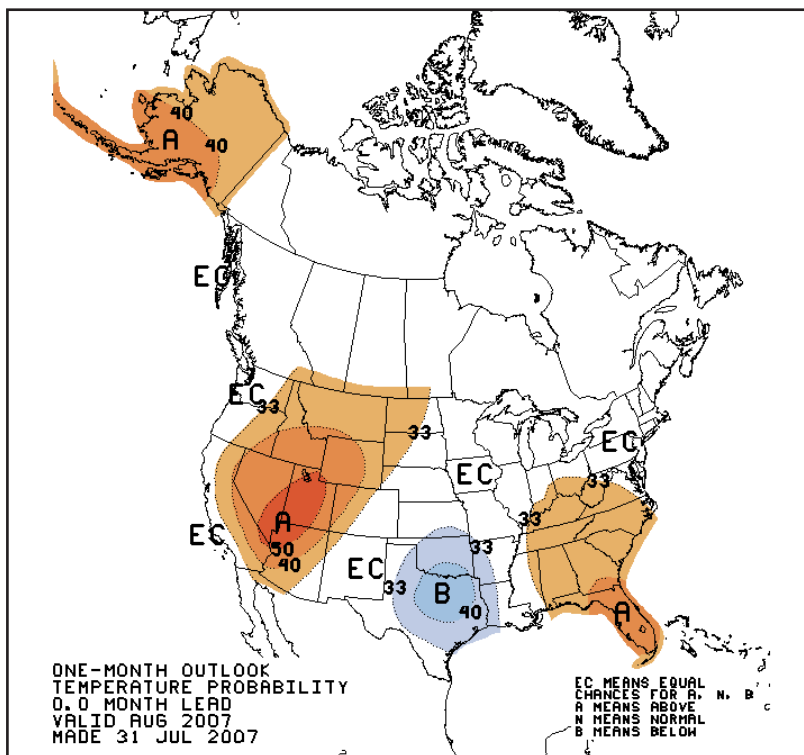 40
A
40
EC
EC
33
33
EC
EC
33
A
50
40
EC
33
EC
33
33
B
40
A
ONE-MONTH OUTLOOK
TEMPERATURE PROBABILITY
0.0 MONTH LEAD
VALID AUG 2007
MADE 31 JUL 2007
EC MEANS EQUAL
CHANCES FOR A, N, B
A MEANS ABOVE
N MEANS NORMAL
B MEANS BELOW